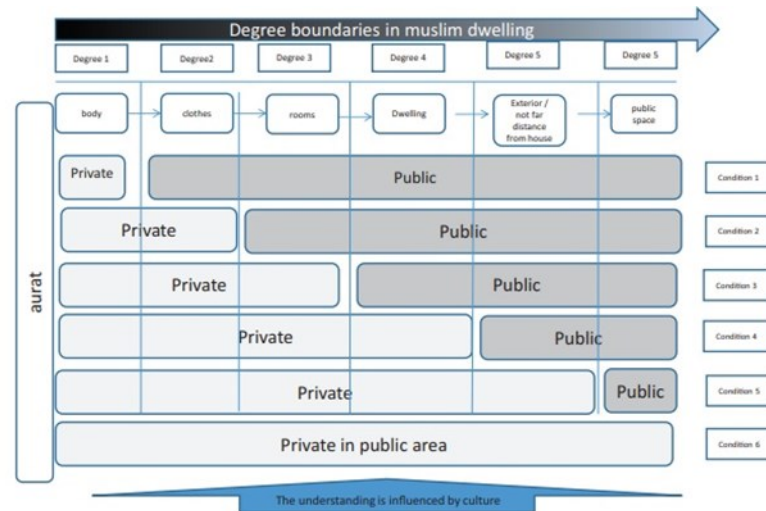 Degree boundaries in muslim dwelling
Degree 1
Degree2
Degree 3
Degree 4
Degree 5
Degree 5
body
clothes
rooms
Dwelling
Exterior /
not far
distance
from house
public
space
aurat
Private
Public
Condition 1
Private
Public
Condition 2
Private
Public
Condition 3
Private
Public
Condition 4
Private
Public
Condition 5
Private in public area
Condition 6
The understanding is influenced by culture